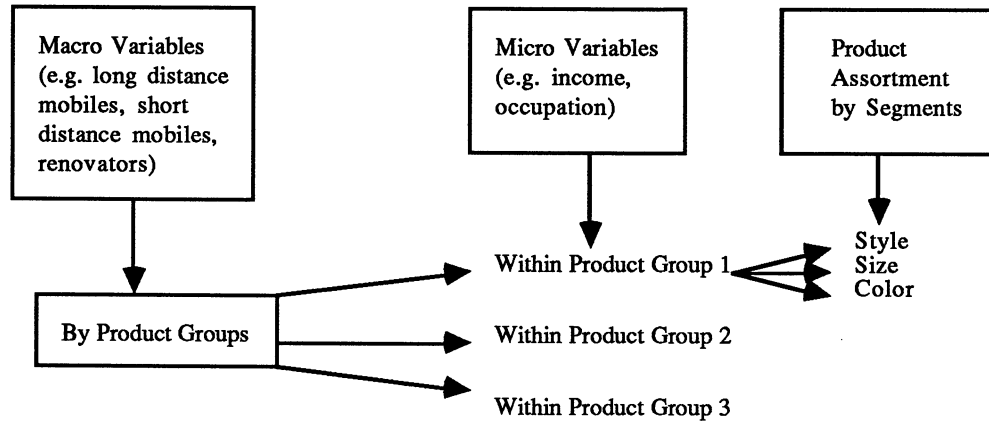 Macro Variables
(e.g. long distance
mobiles, short
distance mobiles,
renovators)
Micro Variables
(e.g. income,
occupation)
Product
Assortment
by Segments
By Product Groups
Within Product Group 1
Within Product Group 2
Within Product Group 3
Style
Size
Color